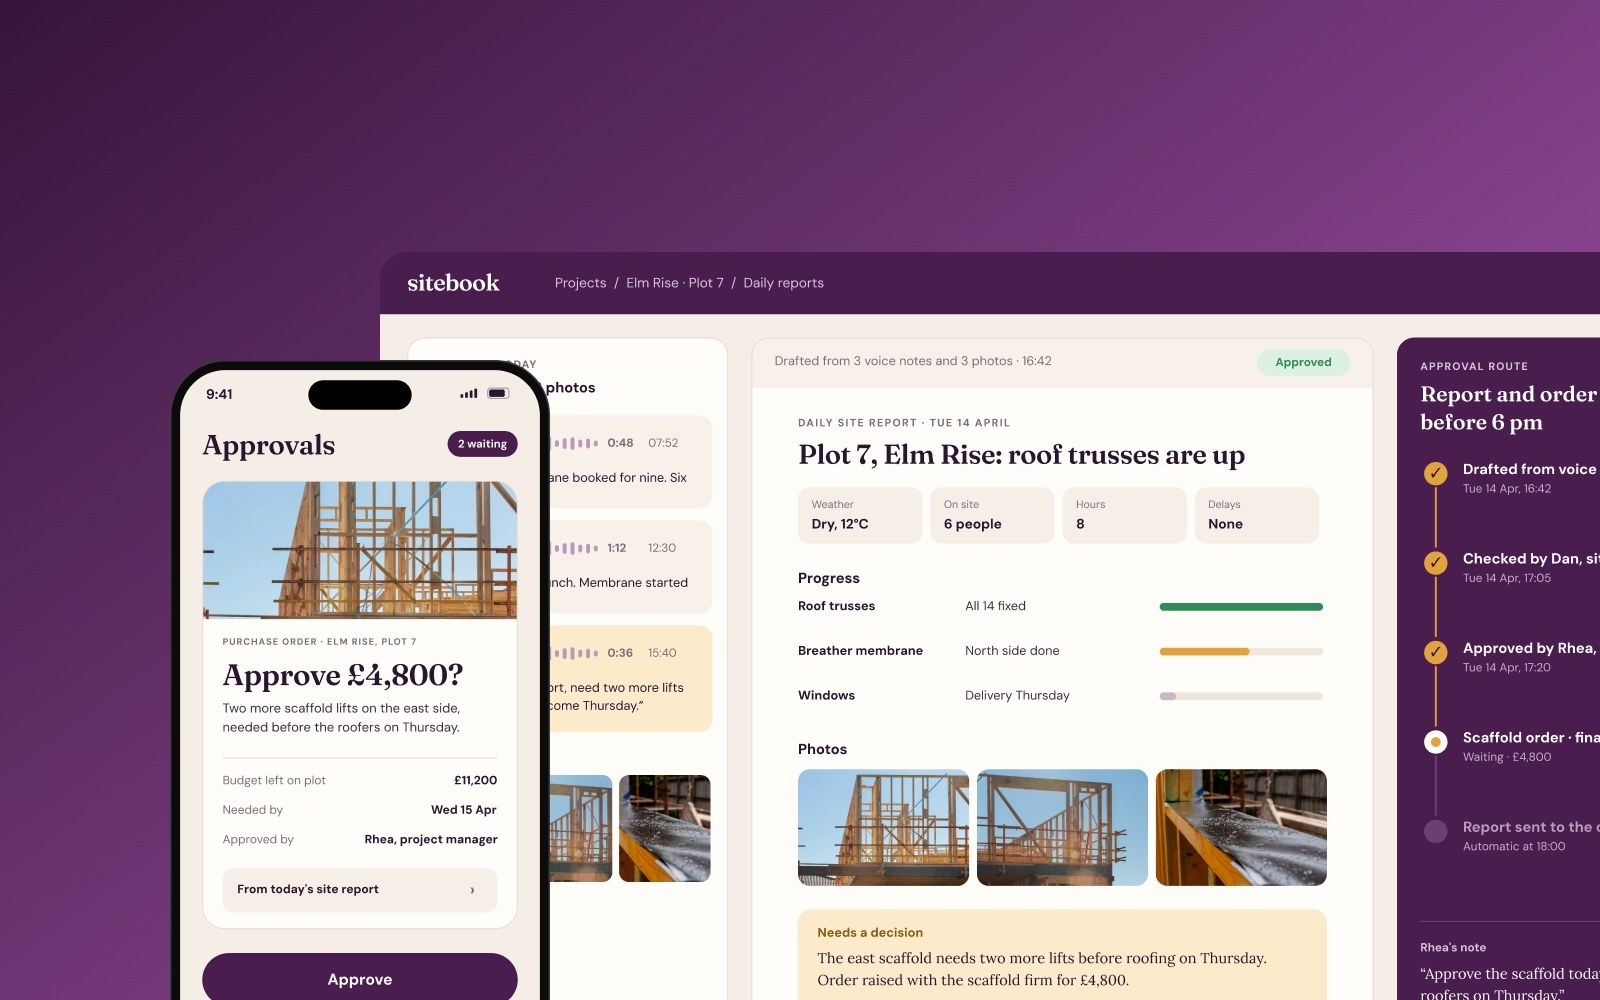 sitebook
Projects / Elm Rise · Plot 7 / Daily reports
9:41
Approvals
2 waiting
PURCHASE ORDER · ELM RISE, PLOT 7
Approve £4,800?
Two more scaffold lifts on the east side,
needed before the roofers on Thursday.
Budget left on plot £11,200
Needed by Wed 15 Apr
Approved by Rhea, project manager
From today's site report ›
Approve
photos
0:48 07:52
booked for nine. Six
1:12 12:30
Membrane started
0:36 15:40
need two more lifts
come Thursday.”
Drafted from 3 voice notes and 3 photos · 16:42
Approved
DAILY SITE REPORT · TUE 14 APRIL
Plot 7, Elm Rise: roof trusses are up
Weather
Dry, 12°C
On site
6 people
Hours
8
Delays
None
Progress
Roof trusses All 14 fixed
Breather membrane North side done
Windows Delivery Thursday
Photos
Needs a decision
The east scaffold needs two more lifts before roofing on Thursday.
Order raised with the scaffold firm for £4,800.
APPROVAL ROUTE
Report and order
before 6 pm
Drafted from voice
Tue 14 Apr, 16:42
Checked by Dan,
Tue 14 Apr, 17:05
Approved by Rhea,
Tue 14 Apr, 17:20
Scaffold order ·
Waiting · £4,800
Report sent to the
Automatic at 18:00
Rhea's note
“Approve the scaffold
roofers on Thursday.”